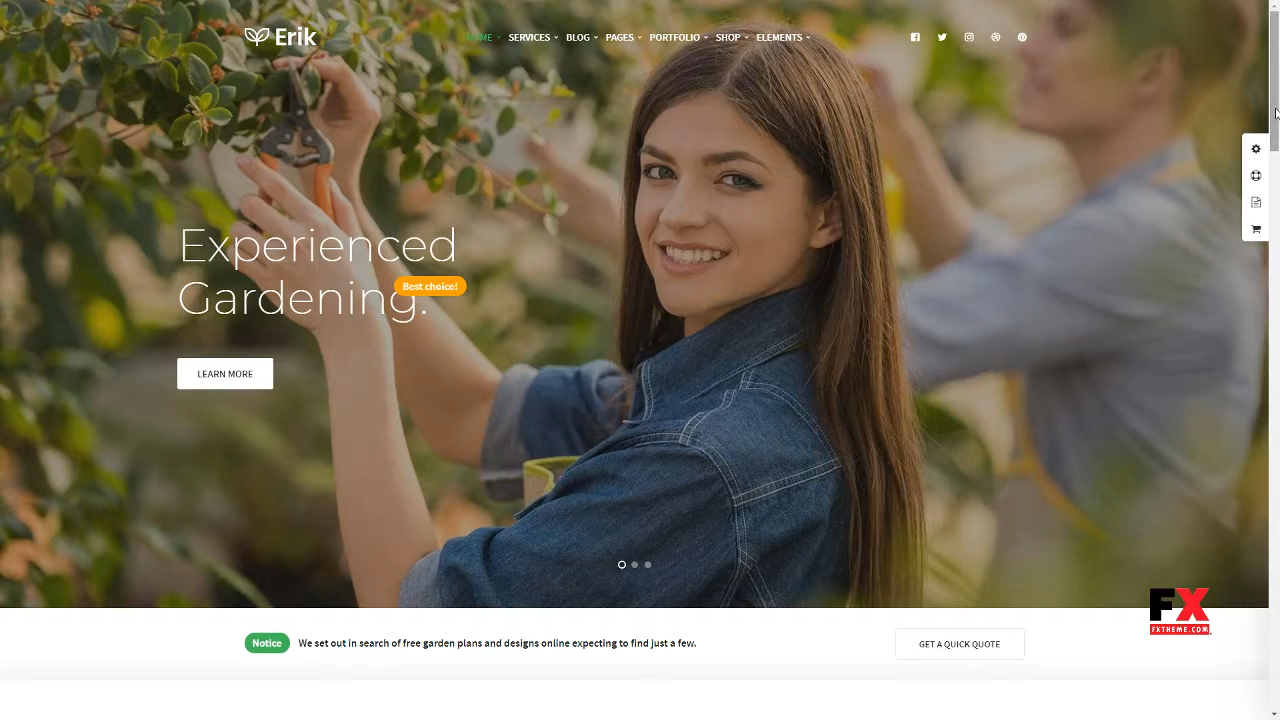 Erik
HOME
SERVICES
BLOG
PAGES
PORTFOLIO
SHOP
ELEMENTS
Experienced
Gardening.
Best choice!
LEARN MORE
Notice
We set out in search of free garden plans and designs online expecting to find just a few.
GET A QUICK QUOTE
FX
FXTHEME.COM